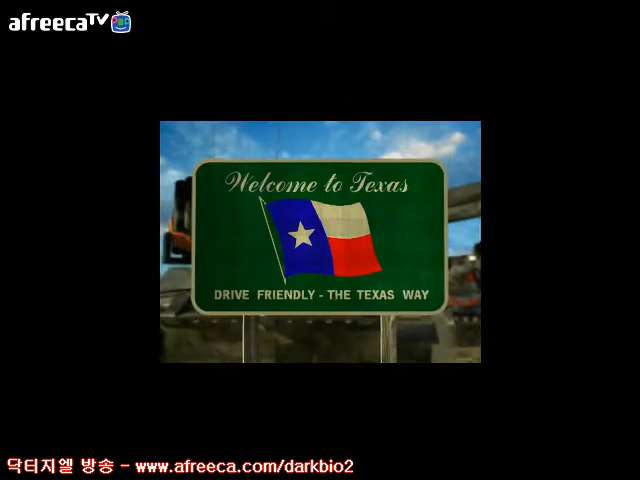 afreecaTV
Welcome to Texas
DRIVE FRIENDLY - THE TEXAS WAY
닥터지엘 방송 - www.afreeca.com/darkbio2